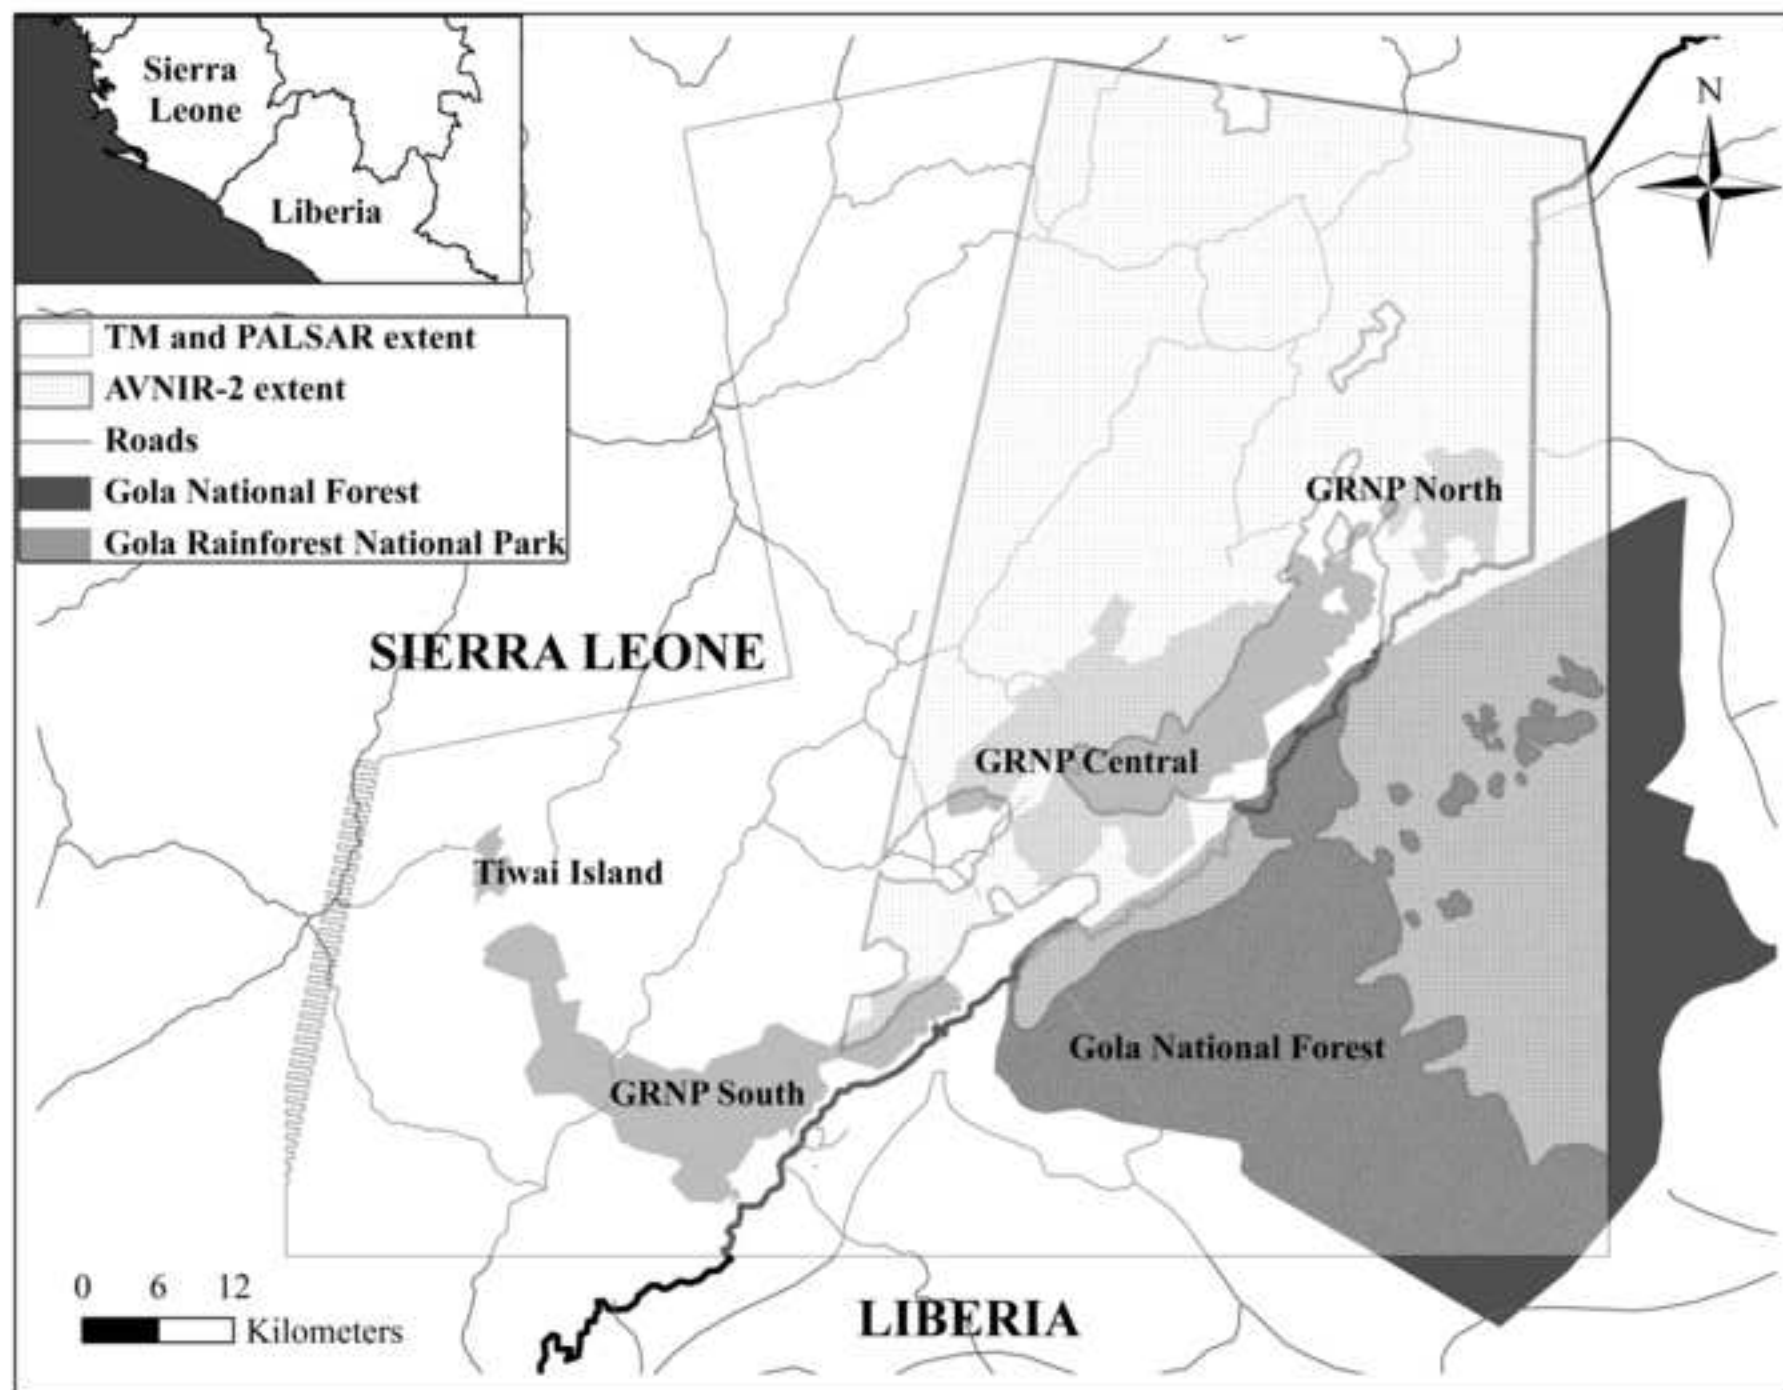 Sierra
Leone
Liberia
N
TM and PALSAR extent
AVNIR-2 extent
Roads
Gola National Forest
Gola Rainforest National Park
GRNP North
SIERRA LEONE
GRNP Central
Tiwai Island
Gola National Forest
GRNP South
0 6 12
Kilometers
LIBERIA